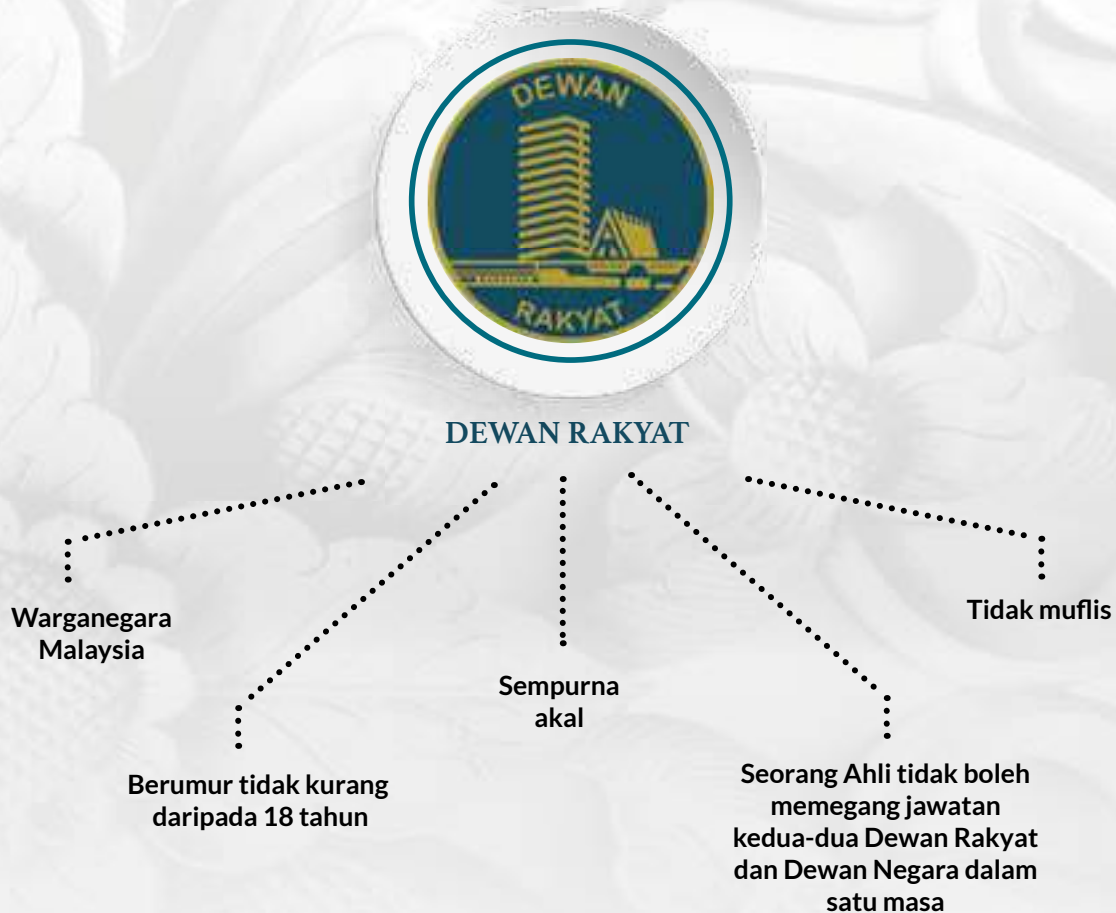 DEWAN
RAKYAT
DEWAN RAKYAT
Warganegara
Malaysia
Berumur tidak kurang
daripada 18 tahun
Sempurna
akal
Seorang Ahli tidak boleh
memegang jawatan
kedua-dua Dewan Rakyat
dan Dewan Negara dalam
satu masa
Tidak muflis